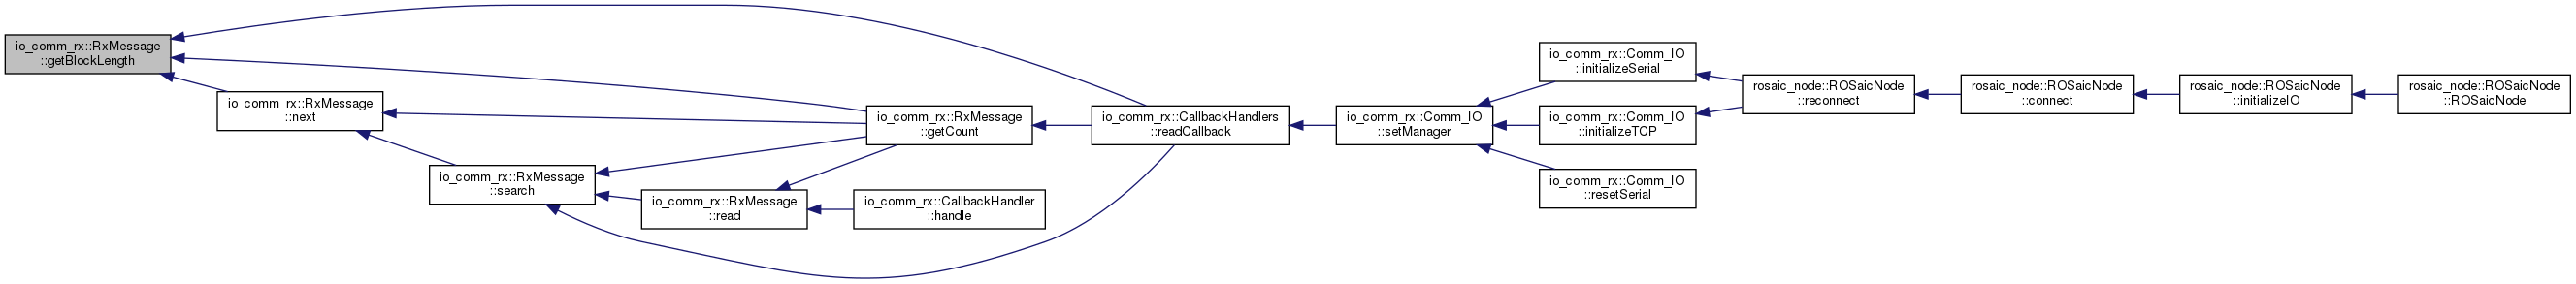 io_comm_rx::RxMessage
::getBlockLength
io_comm_rx::RxMessage
::next
io_comm_rx::RxMessage
::search
io_comm_rx::RxMessage
::read
io_comm_rx::CallbackHandler
::handle
io_comm_rx::RxMessage
::getCount
io_comm_rx::CallbackHandlers
::readCallback
io_comm_rx::Comm_IO
::setManager
io_comm_rx::Comm_IO
::initializeSerial
io_comm_rx::Comm_IO
::initializeTCP
io_comm_rx::Comm_IO
::resetSerial
rosaic_node::ROSaicNode
::reconnect
rosaic_node::ROSaicNode
::connect
rosaic_node::ROSaicNode
::initializeIO
rosaic_node::ROSaicNode
::ROSaicNode